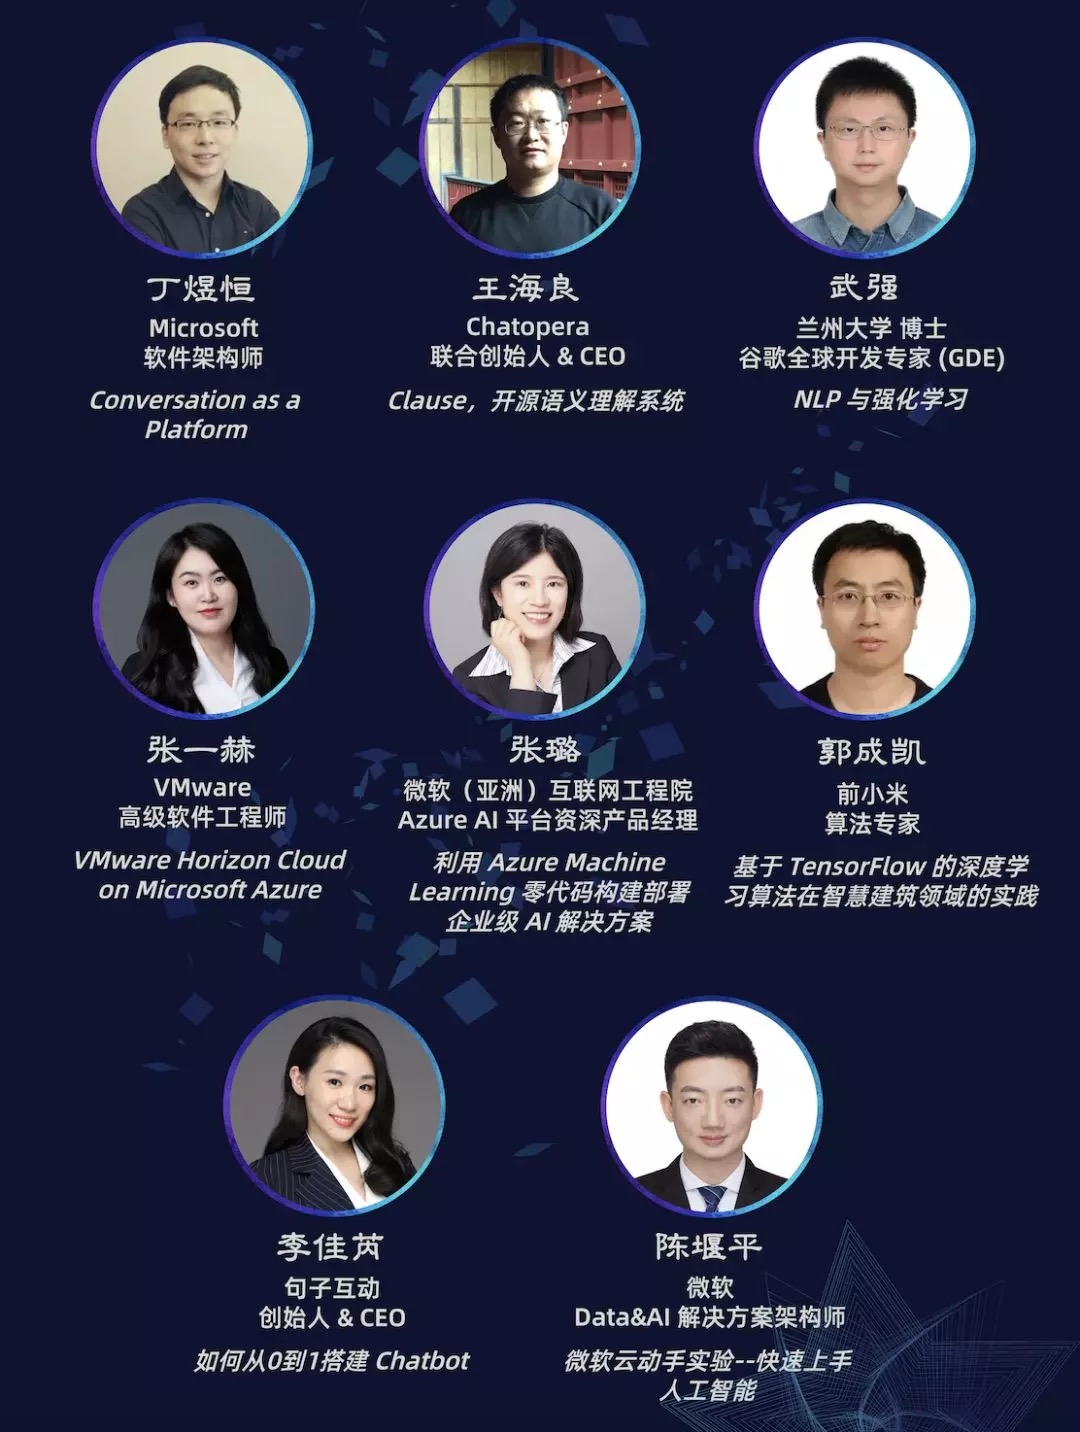 丁煜恒
Microsoft
软件架构师
Conversation as a
Platform
王海良
Chatopera
联合创始人 & CEO
Clause，开源语义理解系统
武强
兰州大学 博士
谷歌全球开发专家 (GDE)
NLP 与强化学习
张一赫
VMware
高级软件工程师
VMware Horizon Cloud
on Microsoft Azure
张璐
微软（亚洲）互联网工程院
Azure AI 平台资深产品经理
利用 Azure Machine
Learning 零代码构建部署
企业级 AI 解决方案
郭成凯
前小米
算法专家
基于 TensorFlow 的深度学
习算法在智慧建筑领域的实践
李佳芮
句子互动
创始人 & CEO
如何从0到1搭建 Chatbot
陈堰平
微软
Data&AI 解决方案架构师
微软云动手实验--快速上手
人工智能